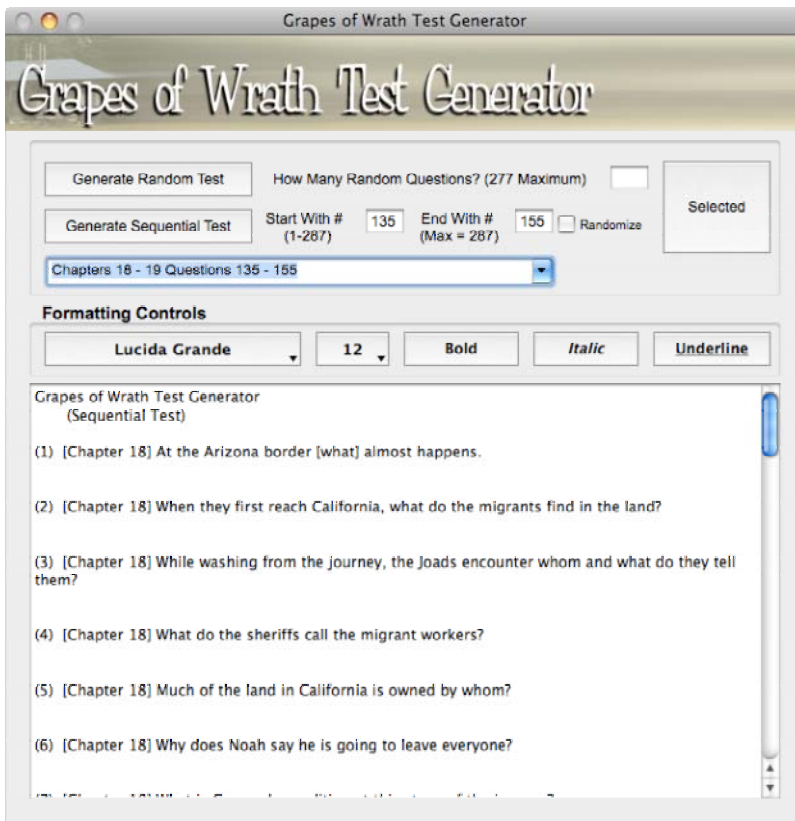 Grapes of Wrath Test Generator
Grapes of Wrath Test Generator
Generate Random Test
How Many Random Questions? (277 Maximum)
Selected
Generate Sequential Test
Start With #
(1-287)
135
End With #
(Max = 287)
155
Randomize
Chapters 18 - 19 Questions 135 - 155
Formatting Controls
Lucida Grande
12
Bold
Italic
Underline
Grapes of Wrath Test Generator
(Sequential Test)
(1) [Chapter 18] At the Arizona border [what] almost happens.
(2) [Chapter 18] When they first reach California, what do the migrants find in the land?
(3) [Chapter 18] While washing from the journey, the Joads encounter whom and what do they tell
them?
(4) [Chapter 18] What do the sheriffs call the migrant workers?
(5) [Chapter 18] Much of the land in California is owned by whom?
(6) [Chapter 18] Why does Noah say he is going to leave everyone?